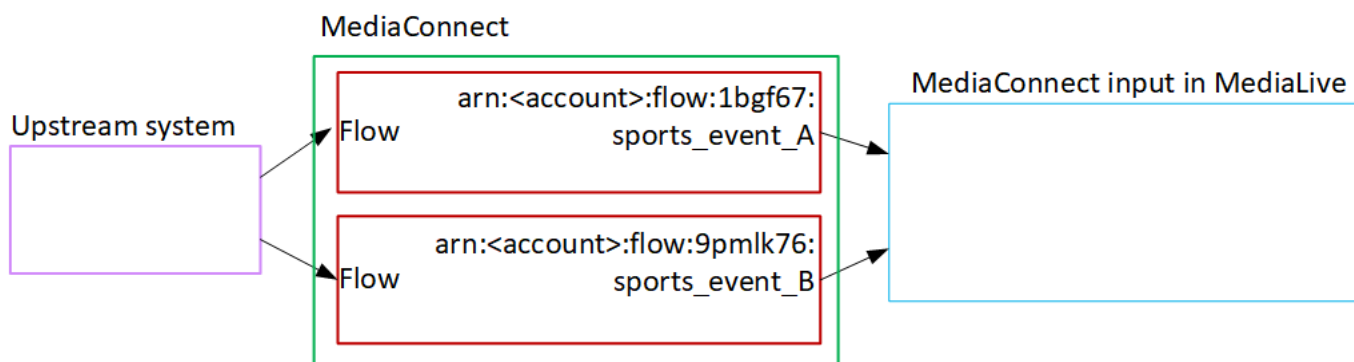 MediaConnect
MediaConnect input in MediaLive
Upstream system
arn:<account>:flow:1bgf67:
Flow
sports_event_A
arn:<account>:flow:9pmlk76:
Flow
sports_event_B